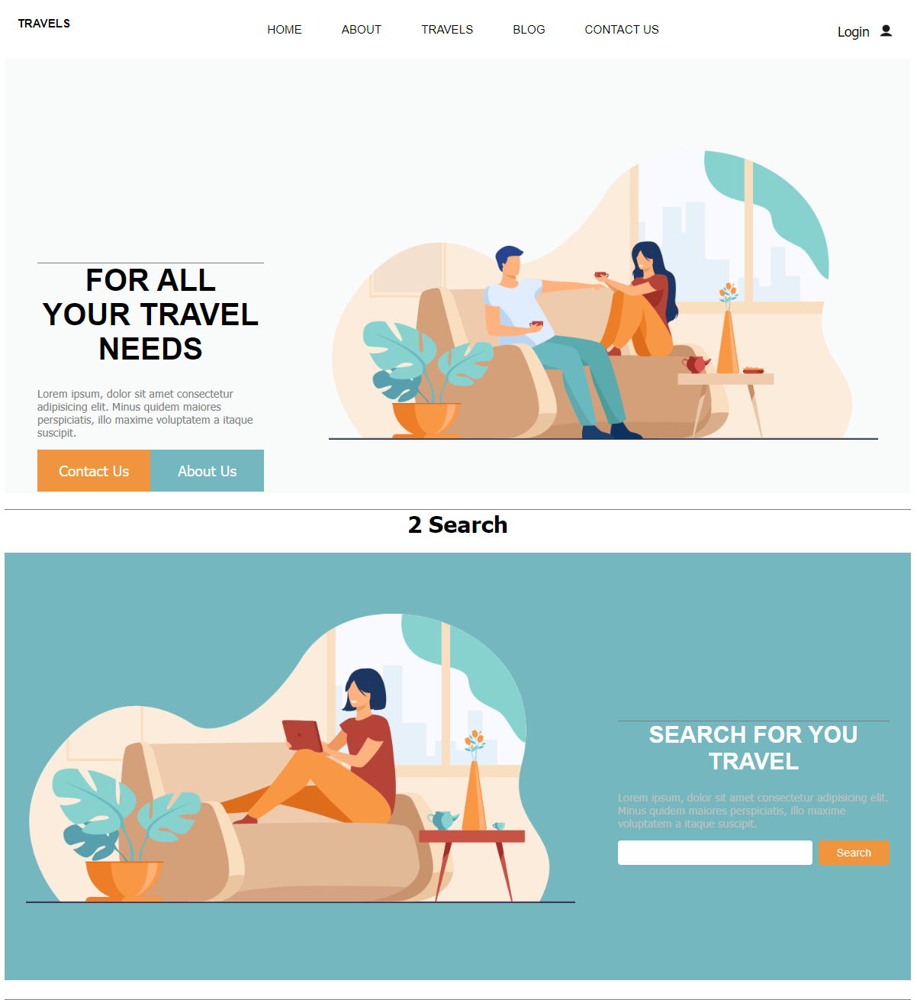 TRAVELS
HOME ABOUT TRAVELS BLOG CONTACT US
Login
FOR ALL
YOUR TRAVEL
NEEDS
Lorem ipsum, dolor sit amet consectetur
adipisicing elit. Minus quidem maiores
perspiciatis, illo maxime voluptatem a itaque
suscipit.
Contact Us About Us
2 Search
SEARCH FOR YOU
TRAVEL
Lorem ipsum, dolor sit amet consectetur adipisicing elit.
Minus quidem maiores perspiciatis, illo maxime
voluptatem a itaque suscipit.
Search